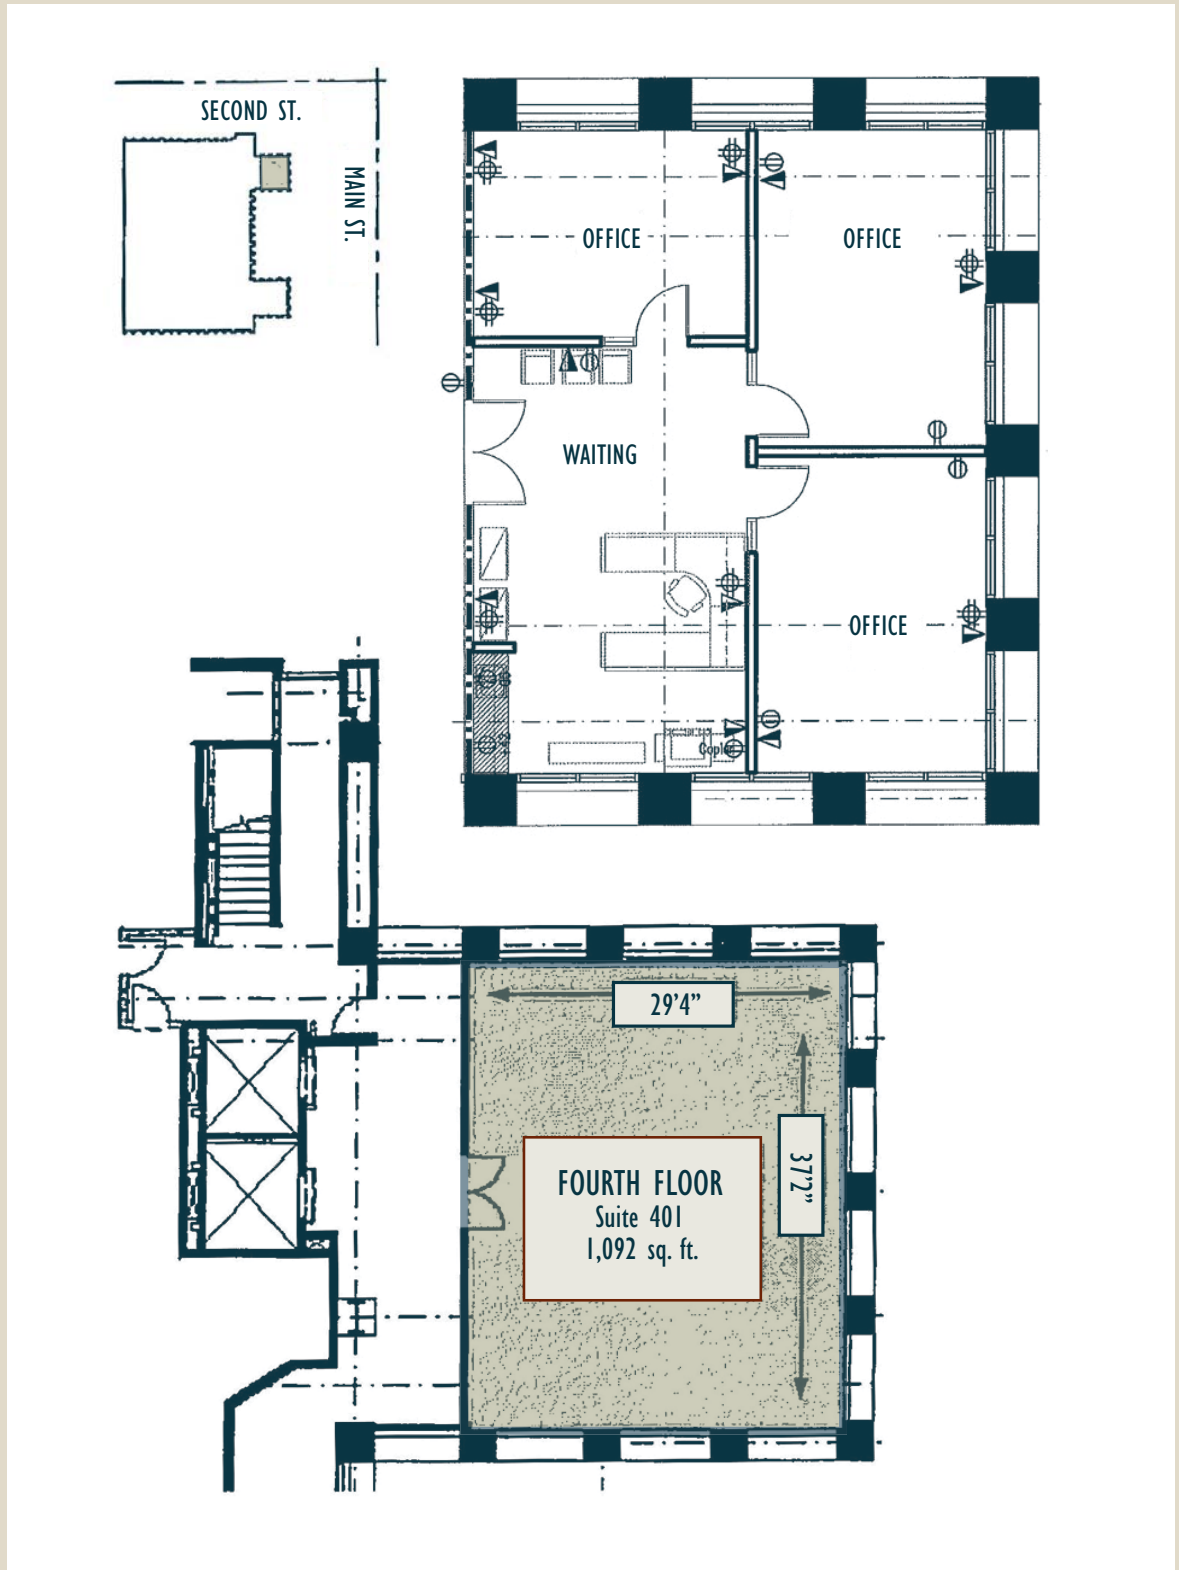 SECOND ST.
MAIN ST.
OFFICE
OFFICE
WAITING
OFFICE
Copier
29'4"
37'2"
FOURTH FLOOR
Suite 401
1,092 sq. ft.